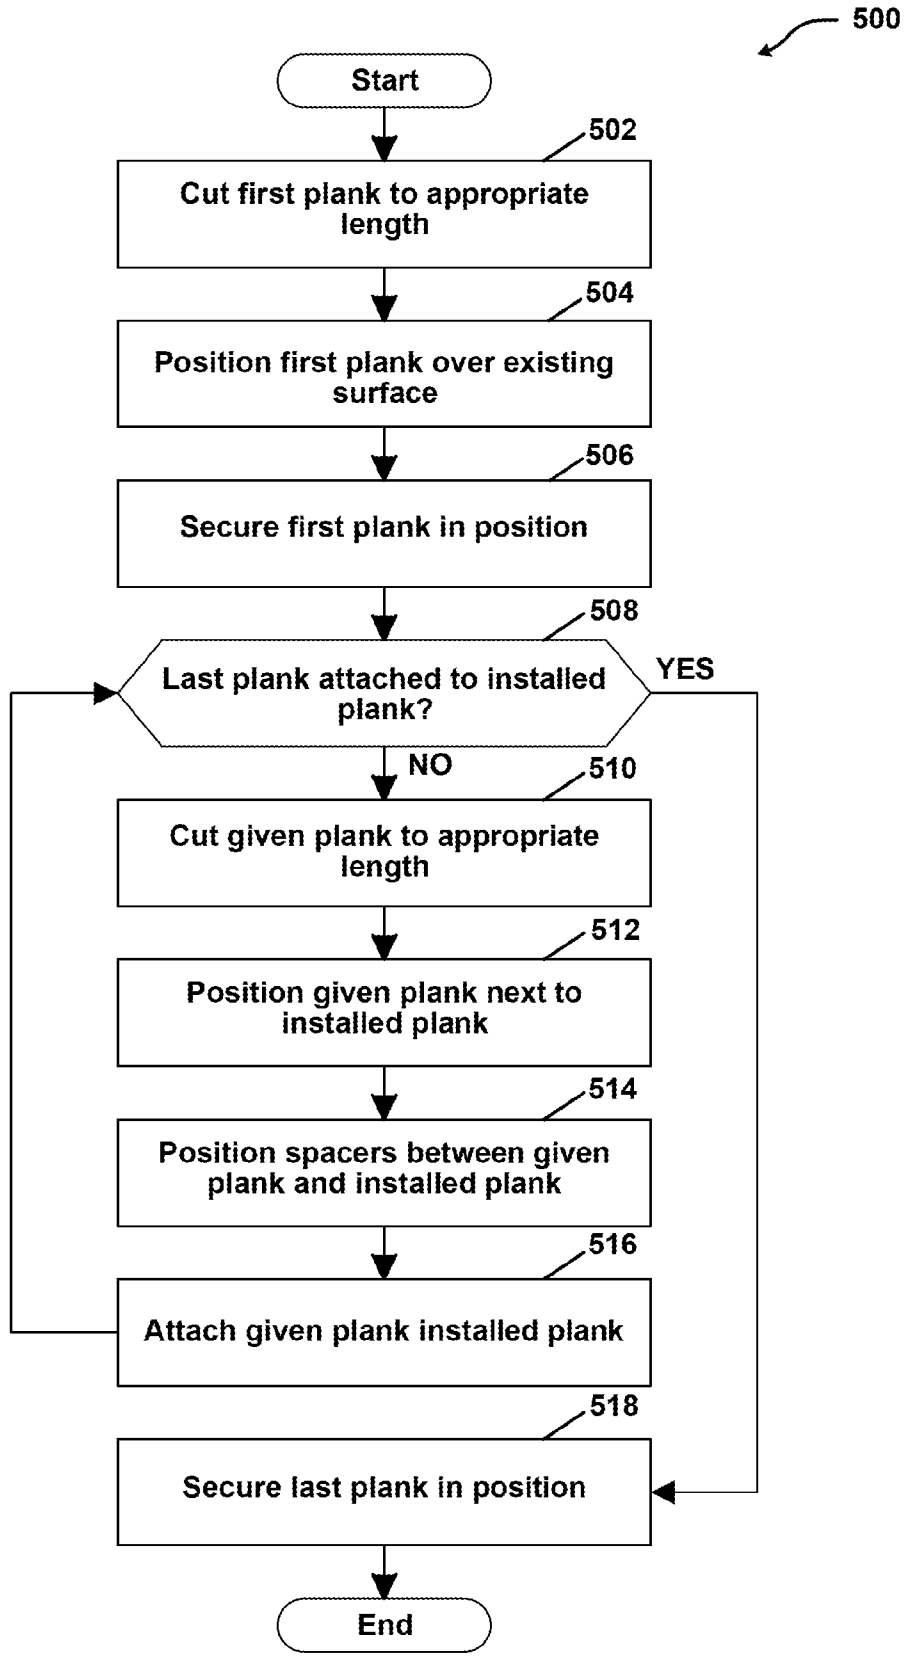 500
Start
502
Cut first plank to appropriate
length
504
Position first plank over existing
surface
506
Secure first plank in position
508
Last plank attached to installed
plank?
YES
NO
510
Cut given plank to appropriate
length
512
Position given plank next to
installed plank
514
Position spacers between given
plank and installed plank
516
Attach given plank installed plank
518
Secure last plank in position
End